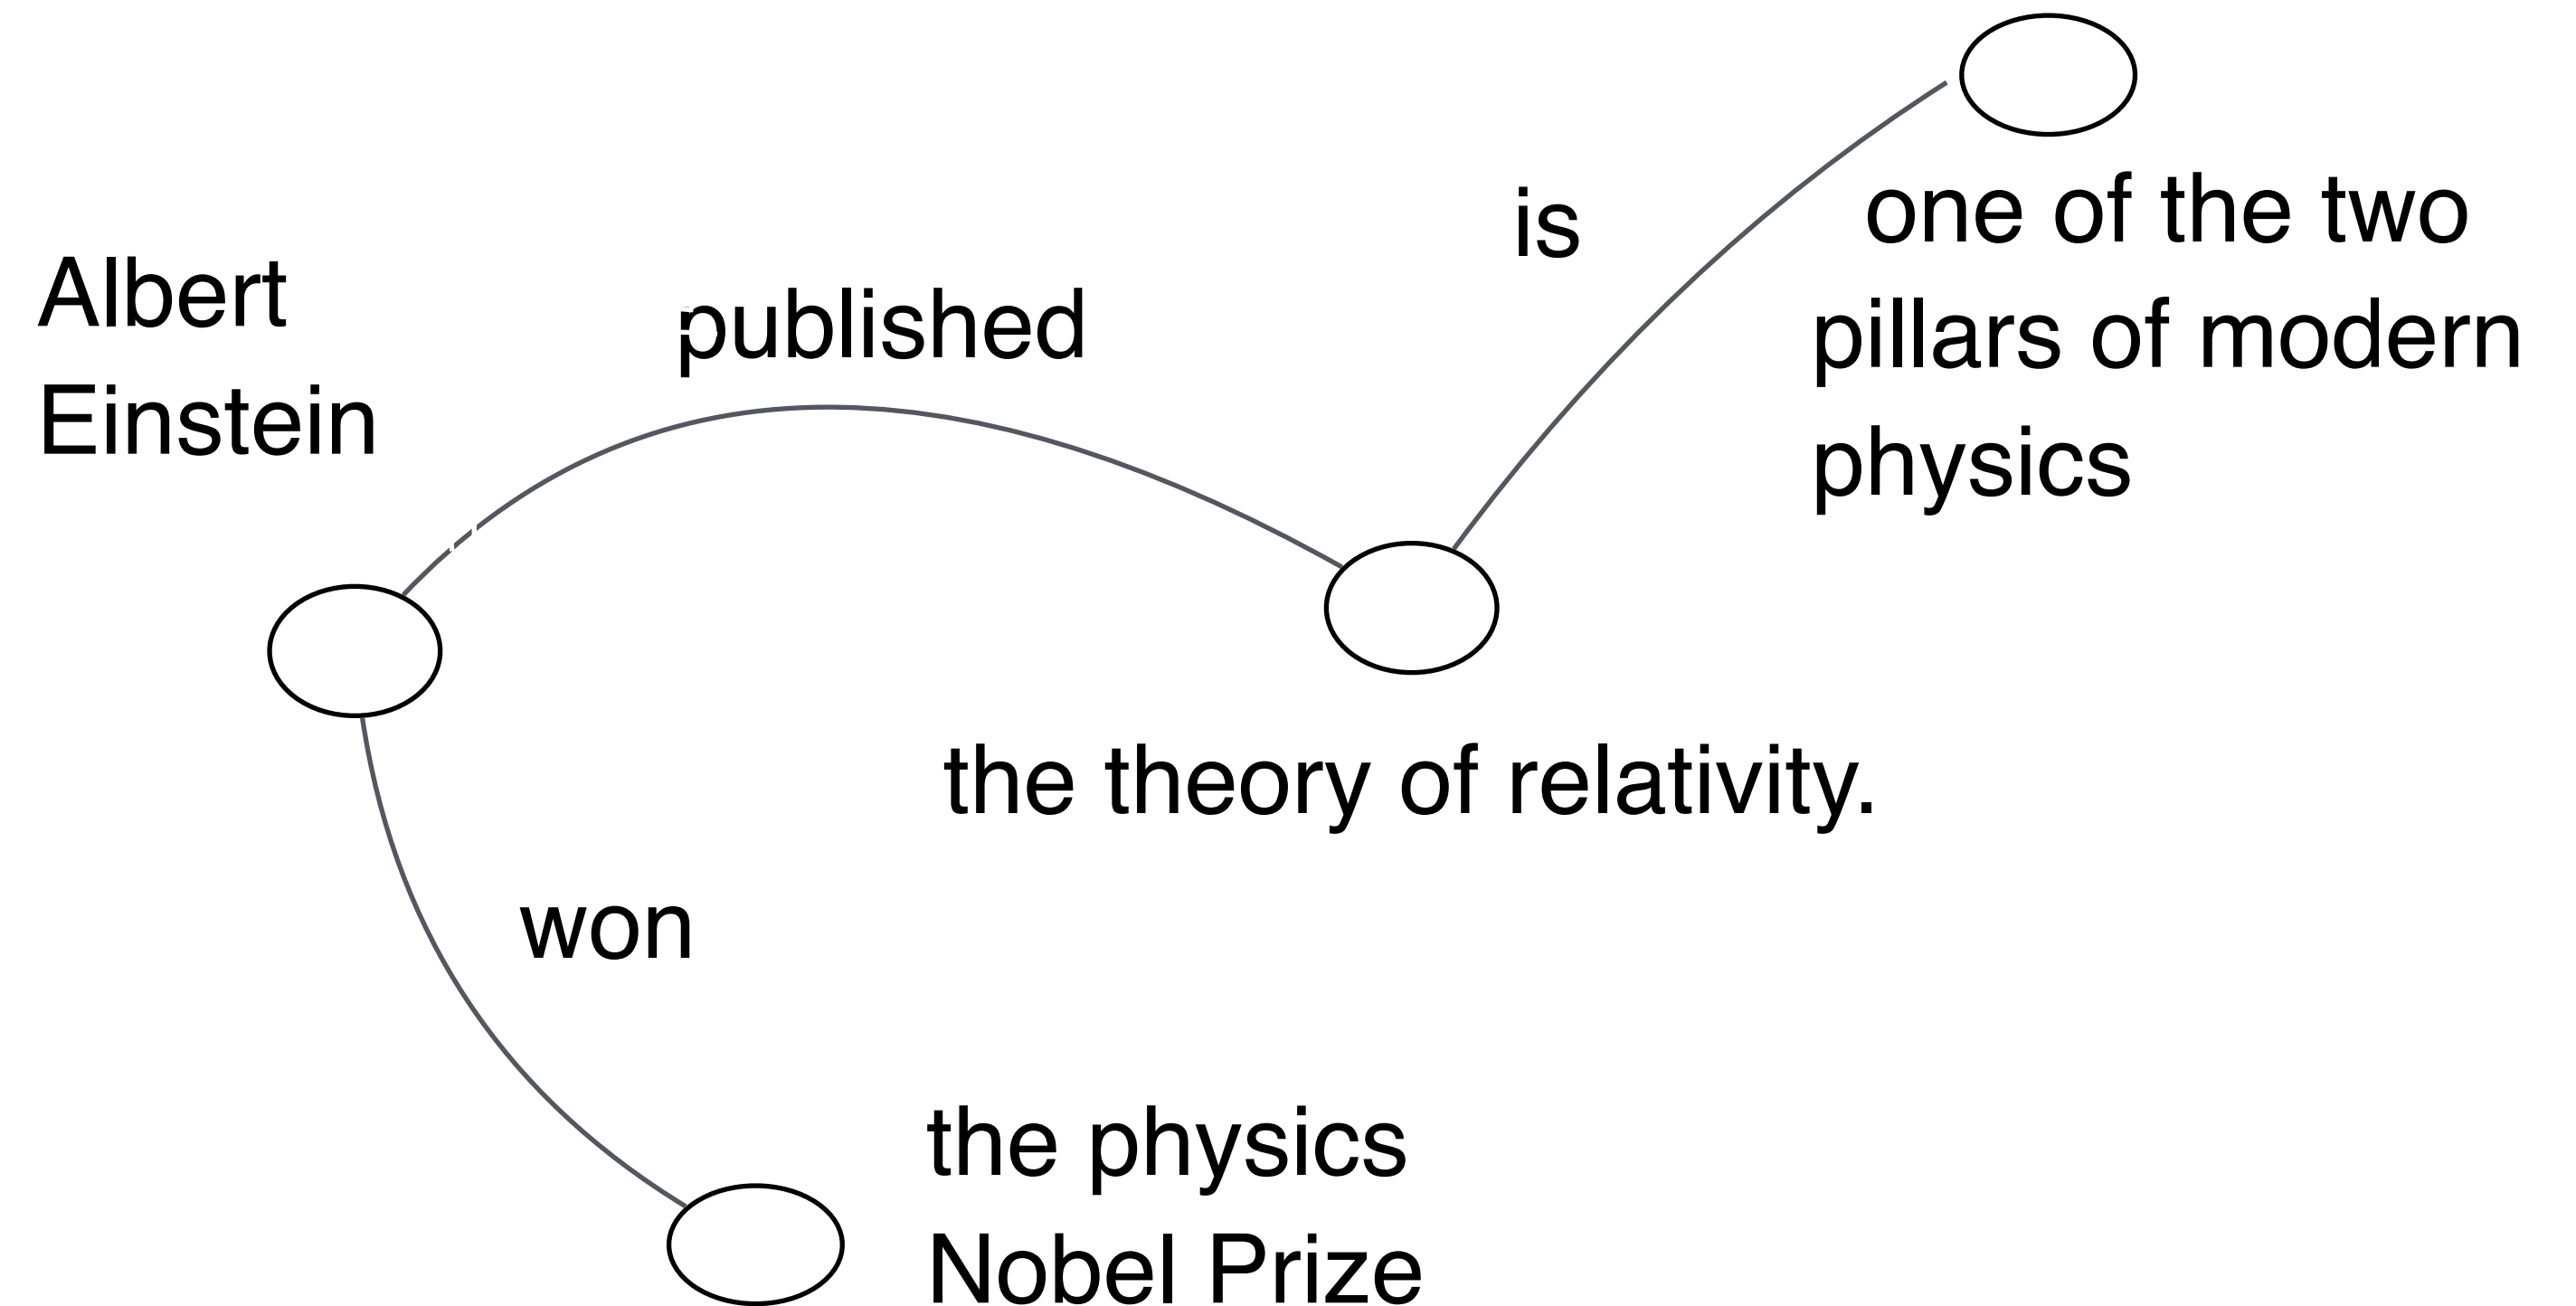 Albert
Einstein
published
is
one of the two
pillars of modern
physics
the theory of relativity.
won
the physics
Nobel Prize